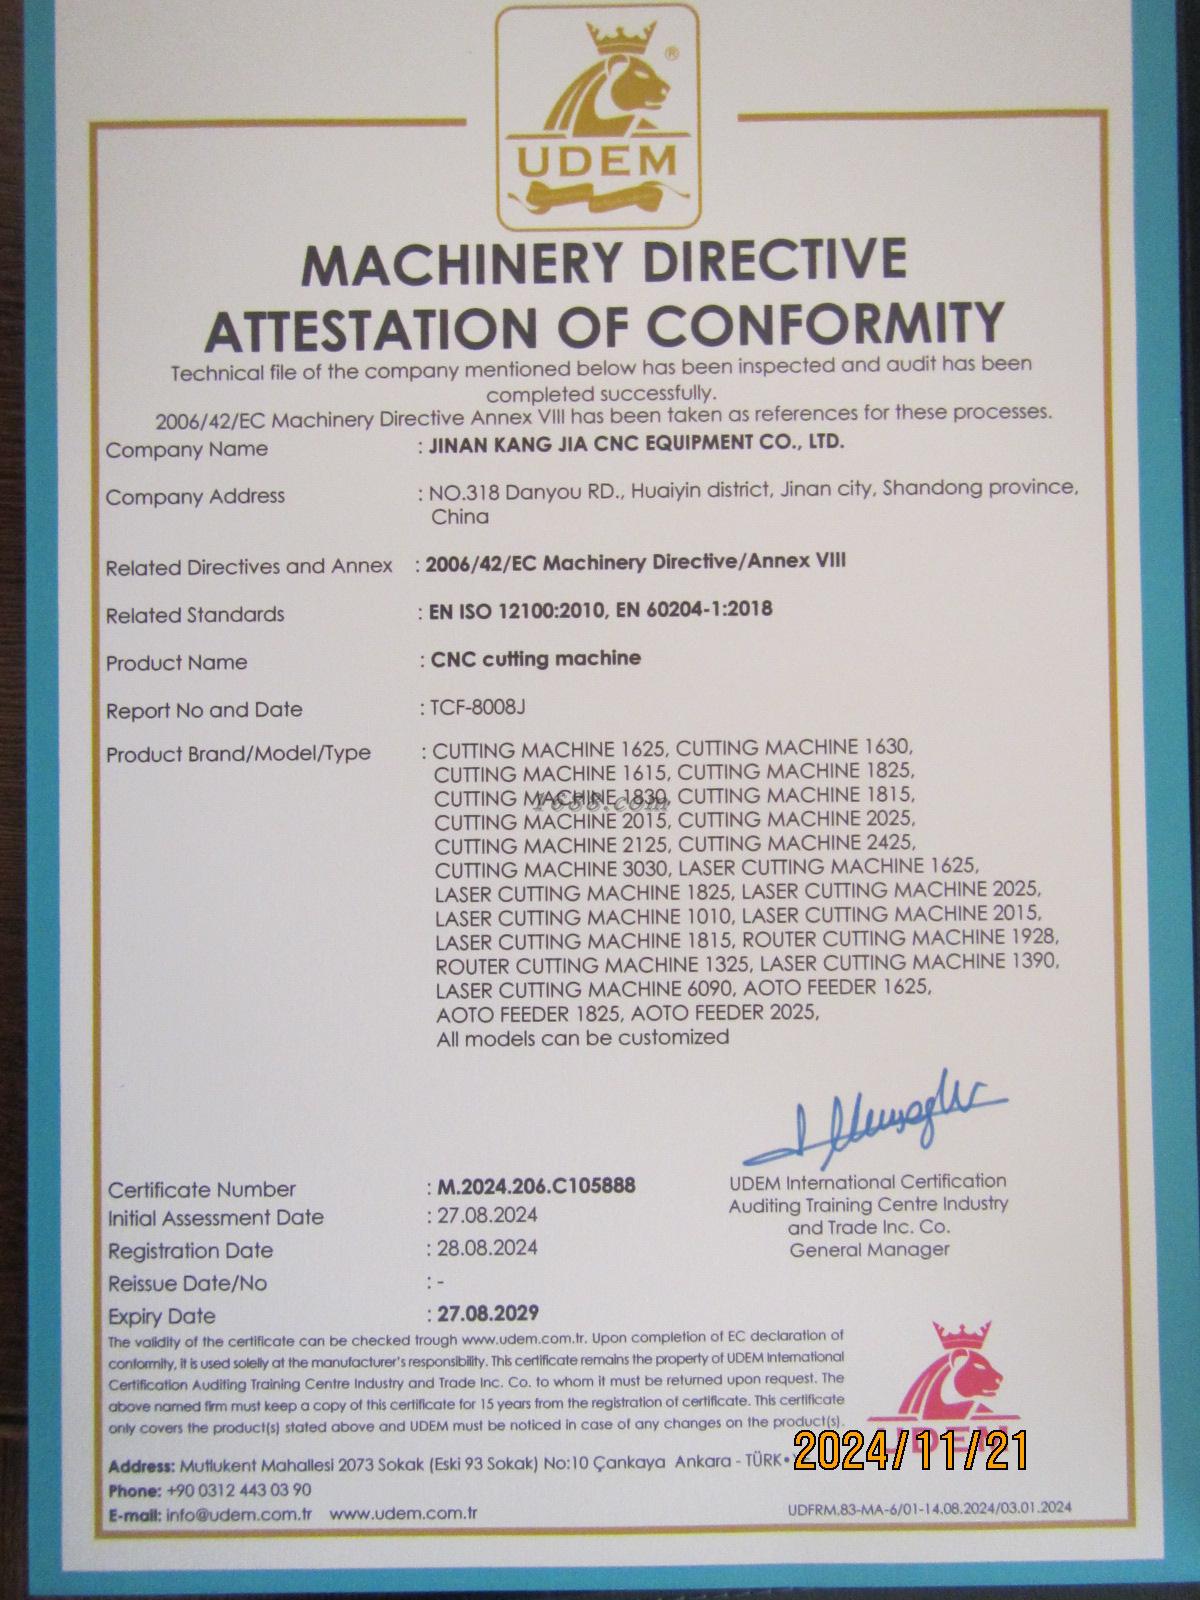 ®
UDEM
MACHINERY DIRECTIVE
ATTESTATION OF CONFORMITY
Technical file of the company mentioned below has been inspected and audit has been
completed successfully.
2006/42/EC Machinery Directive Annex VIII has been taken as references for these processes.
Company Name : JINAN KANG JIA CNC EQUIPMENT CO., LTD.
Company Address : NO.318 Danyou RD., Huaiyin district, Jinan city, Shandong province,
China
Related Directives and Annex : 2006/42/EC Machinery Directive/Annex VIII
Related Standards : EN ISO 12100:2010, EN 60204-1:2018
Product Name : CNC cutting machine
Report No and Date : TCF-8008J
Product Brand/Model/Type : CUTTING MACHINE 1625, CUTTING MACHINE 1630,
CUTTING MACHINE 1615, CUTTING MACHINE 1825,
CUTTING MACHINE 1830, CUTTING MACHINE 1815,
1688.com
CUTTING MACHINE 2015, CUTTING MACHINE 2025,
CUTTING MACHINE 2125, CUTTING MACHINE 2425,
CUTTING MACHINE 3030, LASER CUTTING MACHINE 1625,
LASER CUTTING MACHINE 1825, LASER CUTTING MACHINE 2025,
LASER CUTTING MACHINE 1010, LASER CUTTING MACHINE 2015,
LASER CUTTING MACHINE 1815, ROUTER CUTTING MACHINE 1928,
ROUTER CUTTING MACHINE 1325, LASER CUTTING MACHINE 1390,
LASER CUTTING MACHINE 6090, AOTO FEEDER 1625,
AOTO FEEDER 1825, AOTO FEEDER 2025,
All models can be customized
Certificate Number : M.2024.206.C105888
Initial Assessment Date : 27.08.2024
Registration Date : 28.08.2024
Reissue Date/No : -
Expiry Date : 27.08.2029
UDEM International Certification
Auditing Training Centre Industry
and Trade Inc. Co.
General Manager
The validity of the certificate can be checked trough www.udem.com.tr. Upon completion of EC declaration of
conformity, it is used solelly at the manufacturer's responsibility. This certificate remains the property of UDEM International
Certification Auditing Training Centre Industry and Trade Inc. Co. to whom it must be returned upon request. The
above named firm must keep a copy of this certificate for 15 years from the registration of certificate. This certificate
only covers the product(s) stated above and UDEM must be noticed in case of any changes on the product(s).
UDEM
2024/11/21
Address: Mutlukent Mahallesi 2073 Sokak (Eski 93 Sokak) No:10 Çankaya Ankara - TÜRK
Phone: +90 0312 443 03 90
E-mail: info@udem.com.tr www.udem.com.tr
UDFRM.83-MA-6/01-14.08.2024/03.01.2024